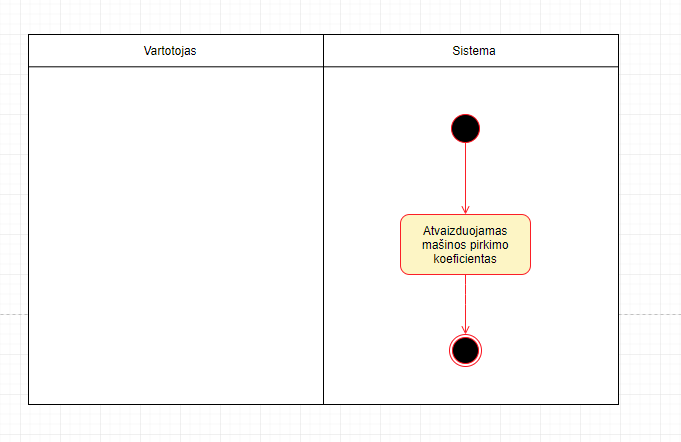 Vartotojas
Sistema
Atvaizduojamas
mašinos pirkimo
koeficientas